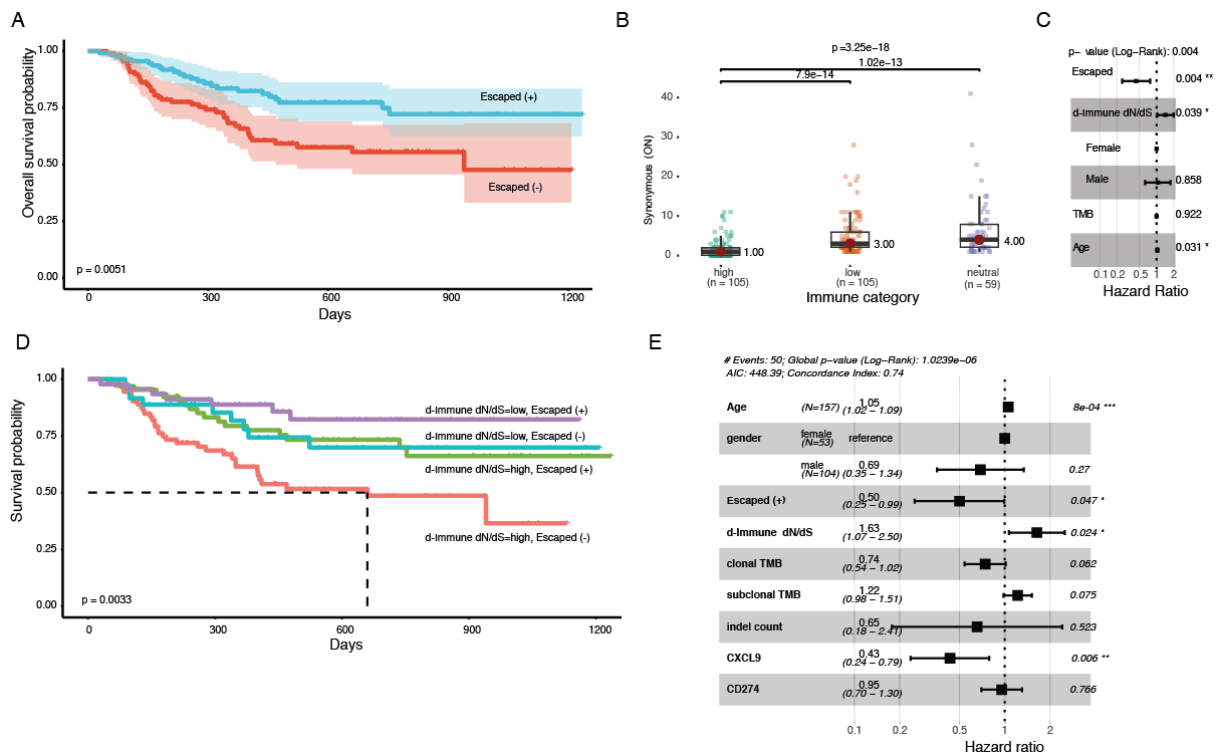 A
Overall survival probability
1.00
0.75
0.50
0.25
0.00
Escaped (+)
Escaped (-)
p = 0.0051
0
300
600
900
1200
Days
B
p =3.25e-18
1.02e-13
7.9e-14
Synonymous (ON)
40
30
20
10
0
1.00
3.00
4.00
high
(n = 105)
low
(n = 105)
neutral
(n = 59)
Immune category
C
p- value (Log-Rank): 0.004
Escaped
0.004 **
d-immune dN/dS
0.039 *
Female
Male
0.858
TMB
0.922
Age
0.031 *
0.1 0.2 0.5 1 2
Hazard Ratio
D
Survival probability
1.00
0.75
0.50
0.25
0.00
d-immune dN/dS=low, Escaped (+)
d-immune dN/dS=low, Escaped (-)
d-immune dN/dS=high, Escaped (+)
d-immune dN/dS=high, Escaped (-)
p = 0.0033
0
300
600
900
1200
Days
E
# Events: 50; Global p-value (Log-Rank): 1.0239e-06
AIC: 448.39; Concordance Index: 0.74
Age (N=157) 1.05 (1.02 – 1.09) 8e-04 ***
gender female (N=53) reference
male (N=104) 0.69 (0.35 – 1.34) 0.27
Escaped (+) 0.50 (0.25 – 0.99) 0.047 *
d-Immune dN/dS 1.63 (1.07 – 2.50) 0.024 *
clonal TMB 0.74 (0.54 – 1.02) 0.062
subclonal TMB 1.22 (0.98 – 1.51) 0.075
indel count 0.65 (0.18 – 2.41) 0.523
CXCL9 0.43 (0.24 – 0.79) 0.006 **
CD274 0.95 (0.70 – 1.30) 0.766
0.1 0.2 0.5 1 2
Hazard ratio